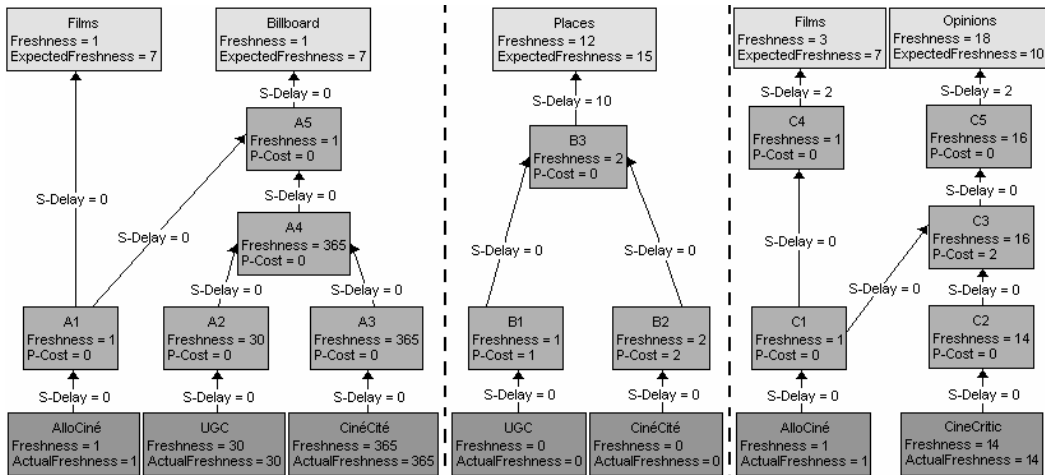 Films
Freshness = 1
ExpectedFreshness = 7
Billboard
Freshness = 1
ExpectedFreshness = 7
S-Delay = 0
A5
Freshness = 1
P-Cost = 0
S-Delay = 0
S-Delay = 0
S-Delay = 0
A4
Freshness = 365
P-Cost = 0
S-Delay = 0
S-Delay = 0
A1
Freshness = 1
P-Cost = 0
A2
Freshness = 30
P-Cost = 0
A3
Freshness = 365
P-Cost = 0
S-Delay = 0
S-Delay = 0
S-Delay = 0
AlloCiné
Freshness = 1
ActualFreshness = 1
UGC
Freshness = 30
ActualFreshness = 30
CinéCité
Freshness = 365
ActualFreshness = 365
Places
Freshness = 12
ExpectedFreshness = 15
S-Delay = 10
B3
Freshness = 2
P-Cost = 0
S-Delay = 0
S-Delay = 0
B1
Freshness = 1
P-Cost = 1
B2
Freshness = 2
P-Cost = 2
S-Delay = 0
S-Delay = 0
UGC
Freshness = 0
ActualFreshness = 0
CinéCité
Freshness = 0
ActualFreshness = 0
Films
Freshness = 3
ExpectedFreshness = 7
Opinions
Freshness = 18
ExpectedFreshness = 10
S-Delay = 2
S-Delay = 2
C4
Freshness = 1
P-Cost = 0
C5
Freshness = 16
P-Cost = 0
S-Delay = 0
S-Delay = 0
C3
Freshness = 16
P-Cost = 2
S-Delay = 0
S-Delay = 0
C1
Freshness = 1
P-Cost = 0
C2
Freshness = 14
P-Cost = 0
S-Delay = 0
S-Delay = 0
AlloCiné
Freshness = 1
ActualFreshness = 1
CineCritic
Freshness = 14
ActualFreshness = 14